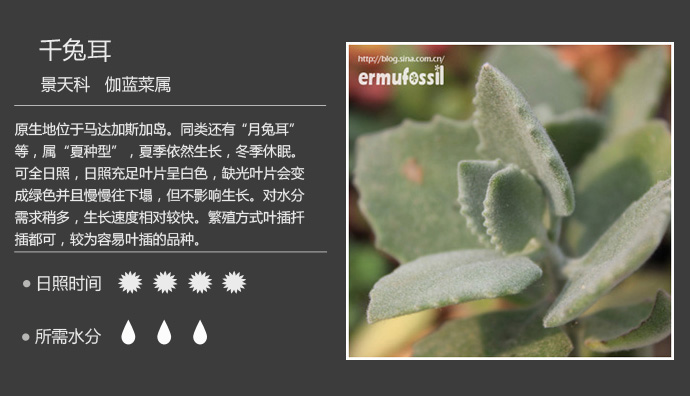 千兔耳
景天科 伽蓝菜属
原生地位于马达加斯加岛。同类还有“月兔耳”
等，属“夏种型”，夏季依然生长，冬季休眠。
可全日照，日照充足叶片呈白色，缺光叶片会变
成绿色并且慢慢往下塌，但不影响生长。对水分
需求稍多，生长速度相对较快。繁殖方式叶插扦
插都可，较为容易叶插的品种。
日照时间
所需水分
http://blog.sina.com.cn/
ermufossil